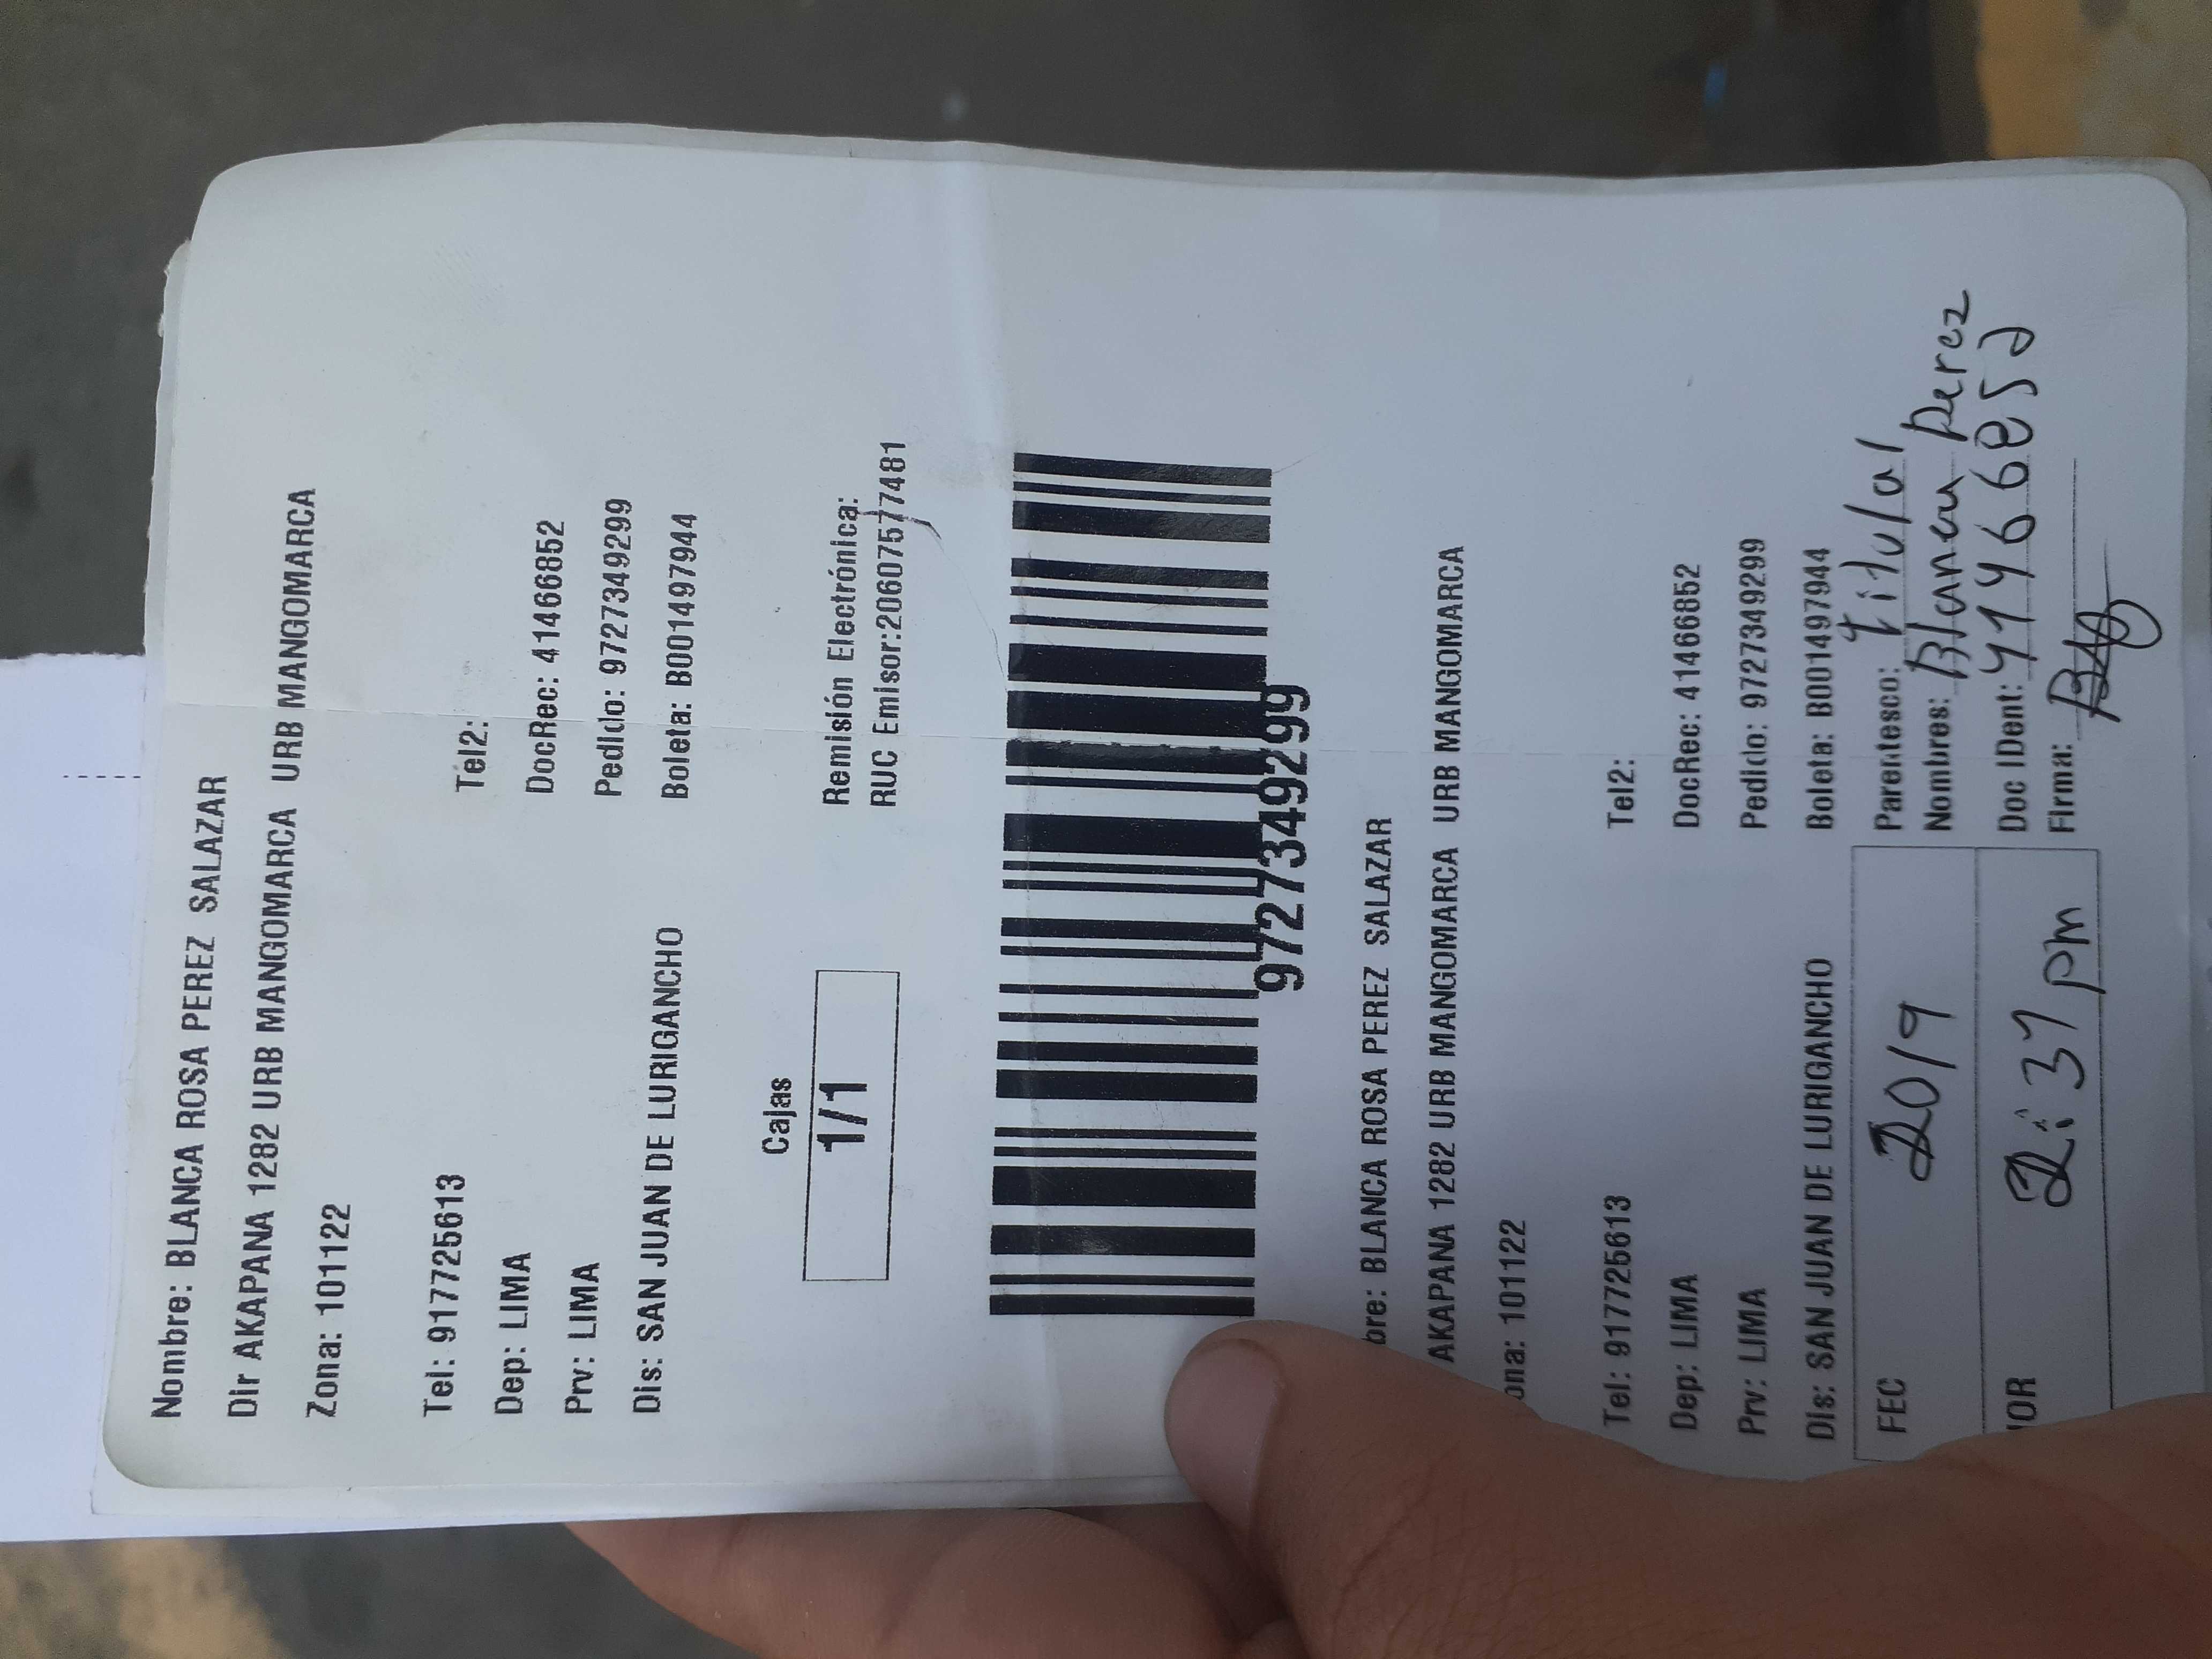 Nombre: BLANCA ROSA PEREZ SALAZAR
Dir AKAPANA 1282 URB MANGOMARCA URB MANGOMARCA
Zona: 101122
Tel: 917725613 Tel2:
Dep: LIMA DocRec: 41466852
Prv: LIMA Pedido: 9727349299
Dis: SAN JUAN DE LURIGANCHO Boleta: B001497944
Cajas Remisión Electrónica:
1/1 RUC Emisor:20607577481
9727349299
bre: BLANCA ROSA PEREZ SALAZAR
AKAPANA 1282 URB MANGOMARCA URB MANGOMARCA
ona: 101122
Tel: 917725613 Tel2:
Dep: LIMA DocRec: 41466852
Prv: LIMA Pedido: 9727349299
Dis: SAN JUAN DE LURIGANCHO Boleta: B001497944
FEC 2019 Parentesco: Titular
Nombres: Blanca Perez
IOR 2:37 pm Doc IDent: 41466852
Firma: